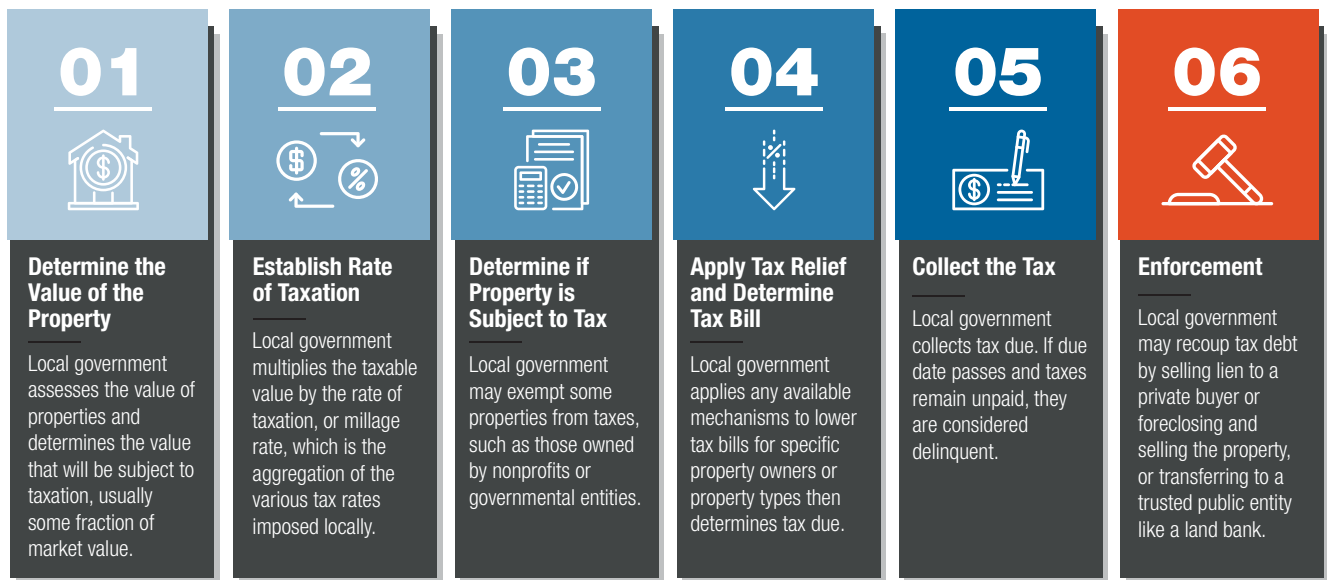 01
Determine the
Value of the
Property
Local government
assesses the value of
properties and
determines the value
that will be subject to
taxation, usually
some fraction of
market value.
02
Establish Rate
of Taxation
Local government
multiplies the taxable
value by the rate of
taxation, or millage
rate, which is the
aggregation of the
various tax rates
imposed locally.
03
Determine if
Property is
Subject to Tax
Local government
may exempt some
properties from taxes,
such as those owned
by nonprofits or
governmental entities.
04
Apply Tax Relief
and Determine
Tax Bill
Local government
applies any available
mechanisms to lower
tax bills for specific
property owners or
property types then
determines tax due.
05
Collect the Tax
Local government
collects tax due. If due
date passes and taxes
remain unpaid, they
are considered
delinquent.
06
Enforcement
Local government
may recoup tax debt
by selling lien to a
private buyer or
foreclosing and
selling the property,
or transferring to a
trusted public entity
like a land bank.